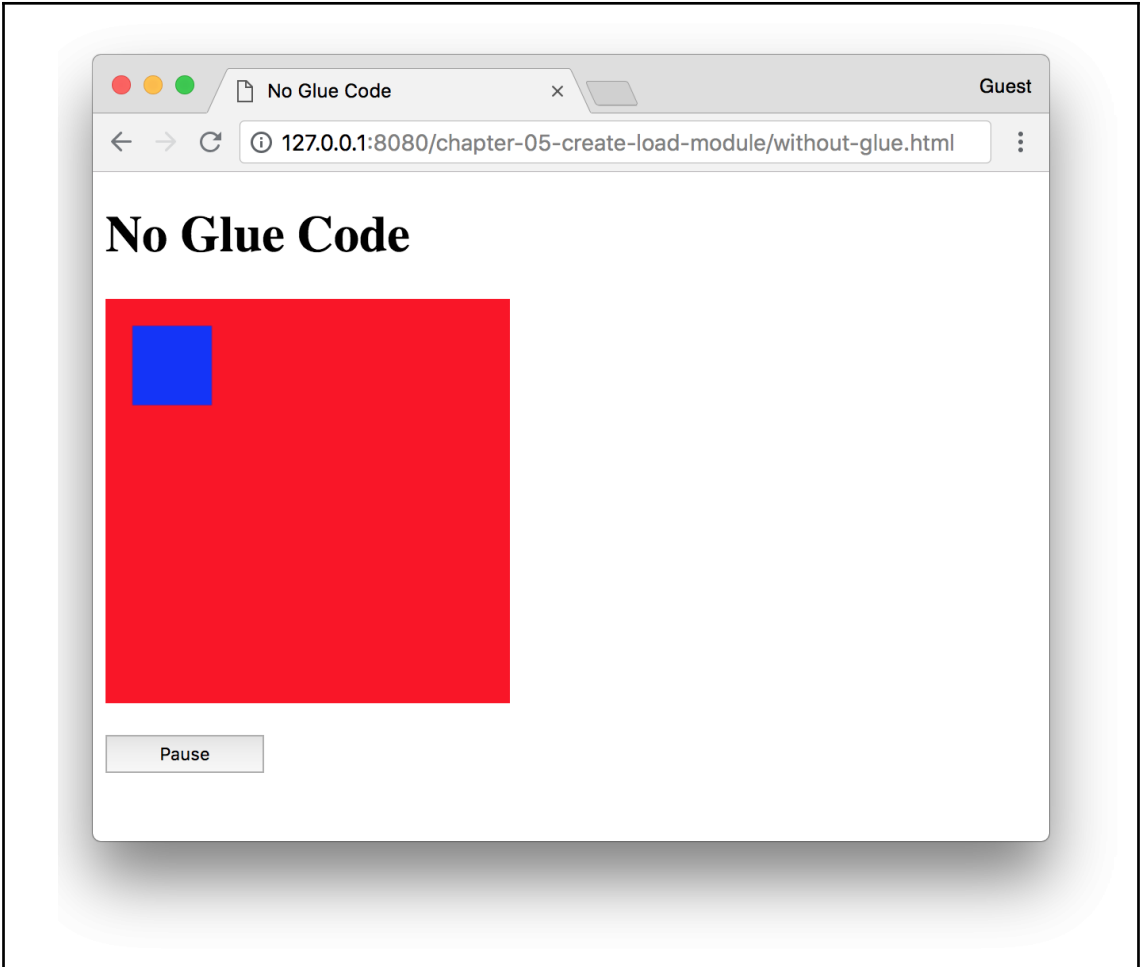 No Glue Code
Guest
127.0.0.1:8080/chapter-05-create-load-module/without-glue.html
No Glue Code
Pause